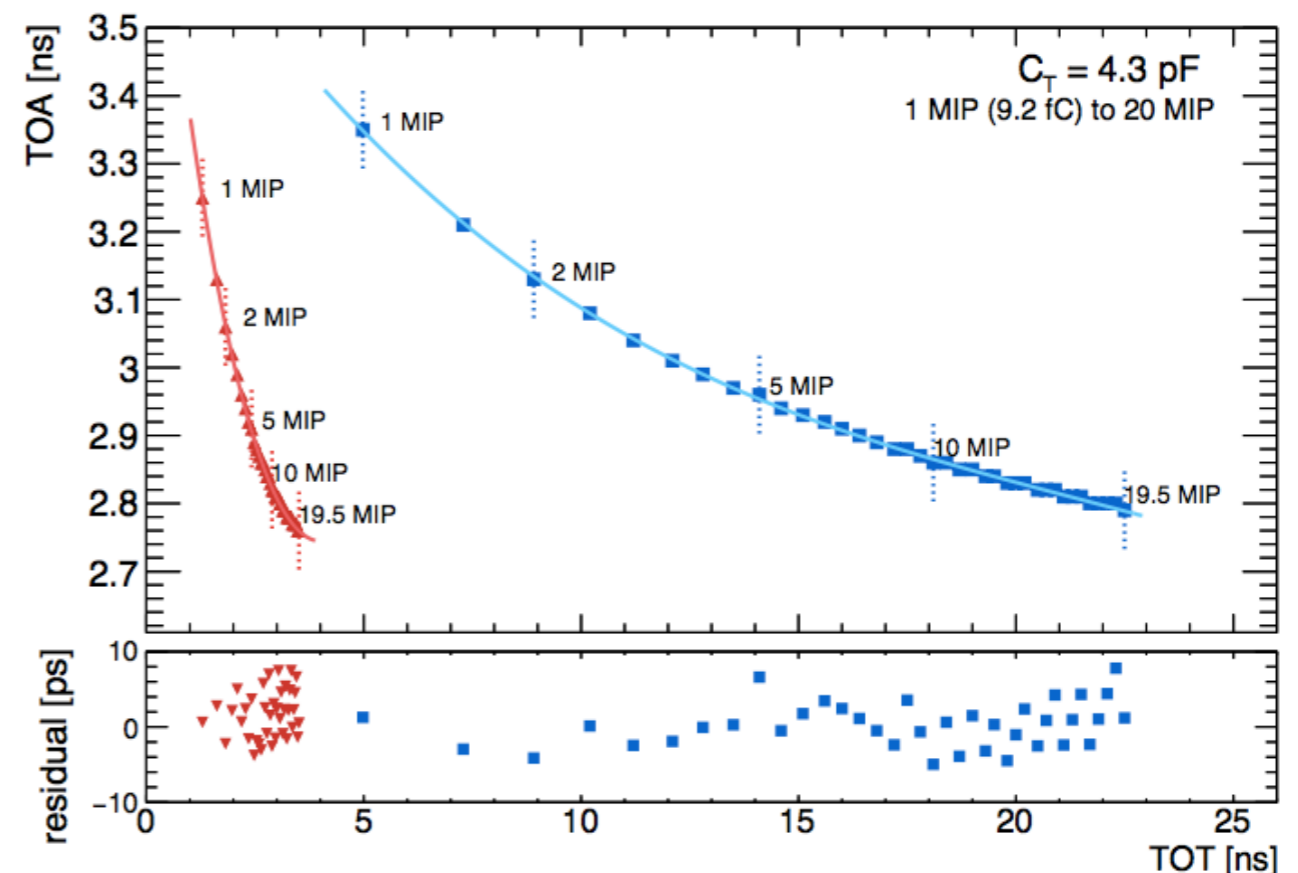 TOA [ns]
3.5
3.4
3.3
3.2
3.1
3
2.9
2.8
2.7
C_T = 4.3 pF
1 MIP (9.2 fC) to 20 MIP
1 MIP
2 MIP
5 MIP
10 MIP
19.5 MIP
1 MIP
2 MIP
5 MIP
10 MIP
19.5 MIP
residual [ps]
10
0
−10
0 5 10 15 20 25
TOT [ns]